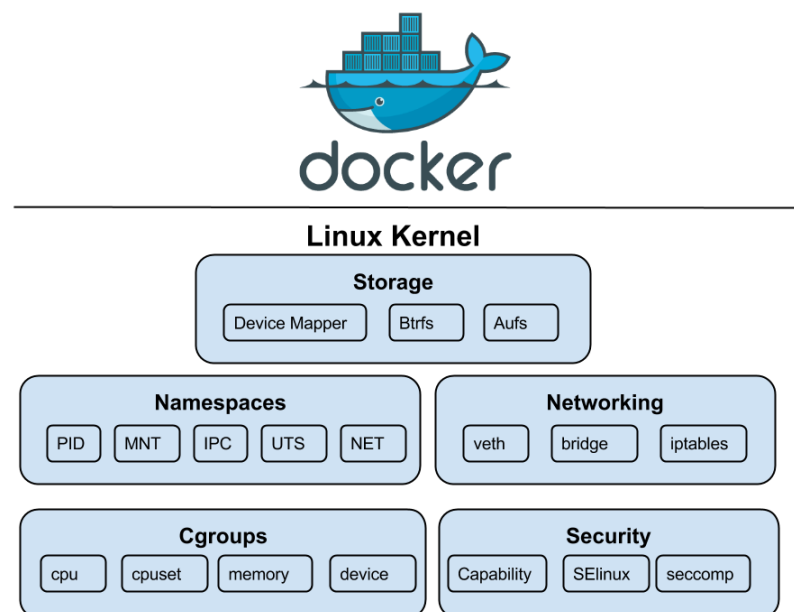 docker
Linux Kernel
Storage
Device Mapper Btrfs Aufs
Namespaces
PID MNT IPC UTS NET
Networking
veth bridge iptables
Cgroups
cpu cpuset memory device
Security
Capability SElinux seccomp